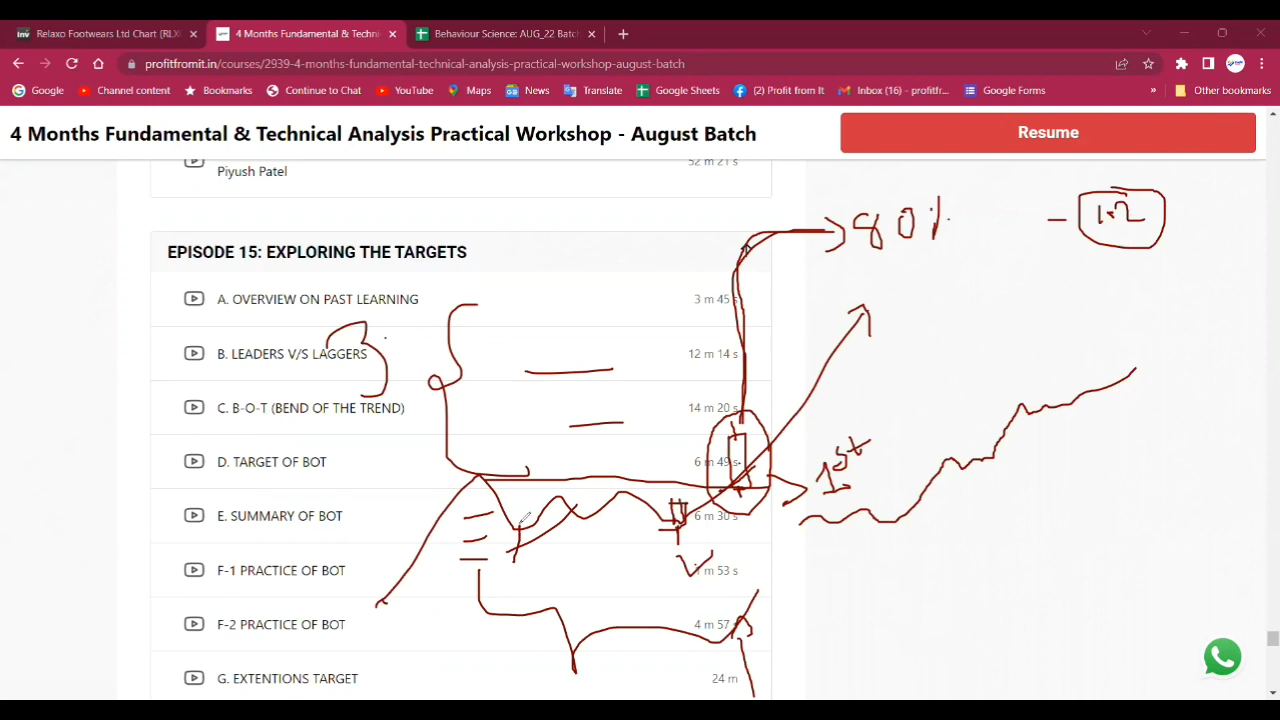 Relaxo Footwears Ltd Chart (RLX
4 Months Fundamental & Techni
Behaviour Science: AUG_22 Batc
profitfromit.in/courses/2939-4-months-fundamental-technical-analysis-practical-workshop-august-batch
Google
Channel content
Bookmarks
Continue to Chat
YouTube
Maps
News
Translate
Google Sheets
(2) Profit from It
Inbox (16) - profitfr...
Google Forms
»
Other bookmarks
4 Months Fundamental & Technical Analysis Practical Workshop - August Batch
Resume
Piyush Patel
52 m 21 s
80%
- 1.2
EPISODE 15: EXPLORING THE TARGETS
A. OVERVIEW ON PAST LEARNING 3 m 45 s
B. LEADERS V/S LAGGERS 12 m 14 s
C. B-O-T (BEND OF THE TREND) 14 m 20 s
D. TARGET OF BOT 6 m 49 s
1st
E. SUMMARY OF BOT 6 m 30 s
F-1 PRACTICE OF BOT m 53 s
F-2 PRACTICE OF BOT 4 m 57 s
G. EXTENTIONS TARGET 24 m